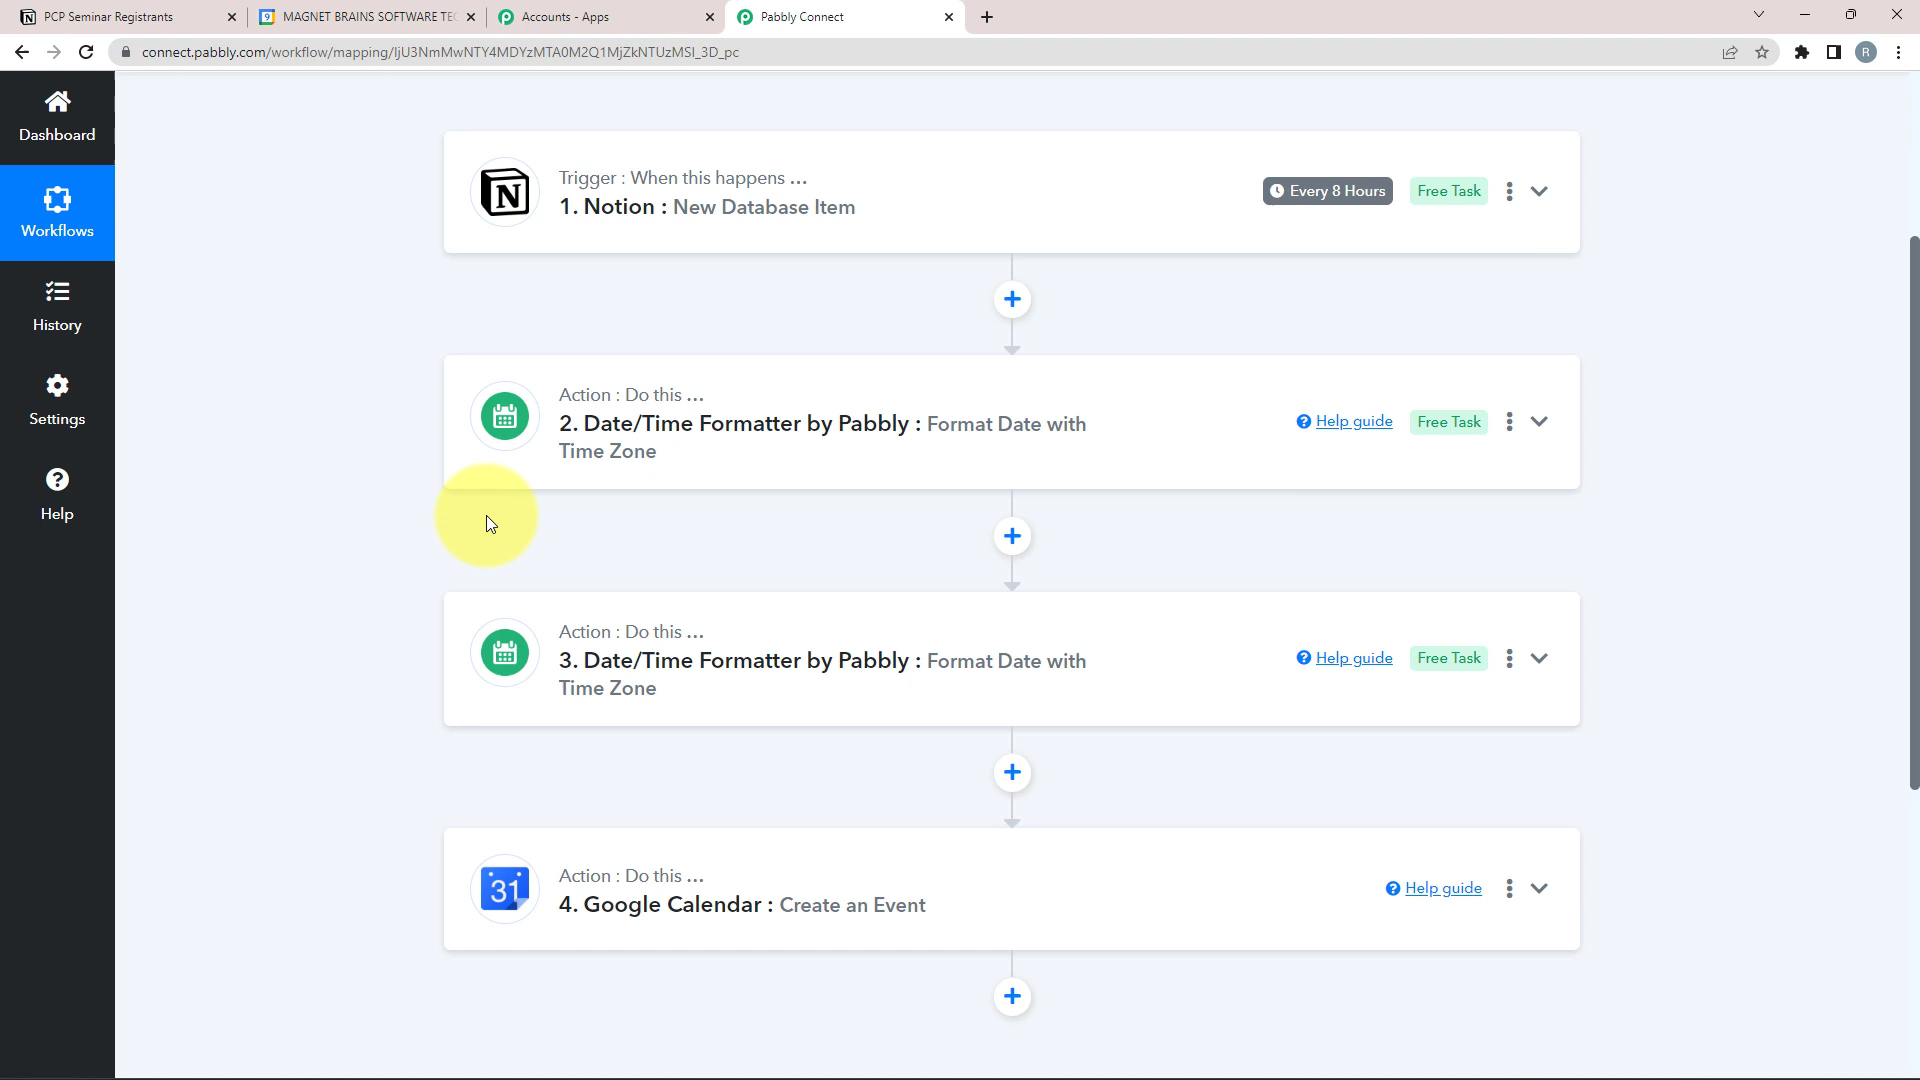 PCP Seminar Registrants
MAGNET BRAINS SOFTWARE TEC
Accounts - Apps
Pabbly Connect
connect.pabbly.com/workflow/mapping/IjU3NmMwNTY4MDYzMTA0M2Q1MjZkNTUzMSI_3D_pc
R
Dashboard
Workflows
History
Settings
Help
Trigger : When this happens ...
1. Notion : New Database Item
Every 8 Hours
Free Task
Action : Do this ...
2. Date/Time Formatter by Pabbly : Format Date with
Time Zone
Help guide
Free Task
Action : Do this ...
3. Date/Time Formatter by Pabbly : Format Date with
Time Zone
Help guide
Free Task
31
Action : Do this ...
4. Google Calendar : Create an Event
Help guide